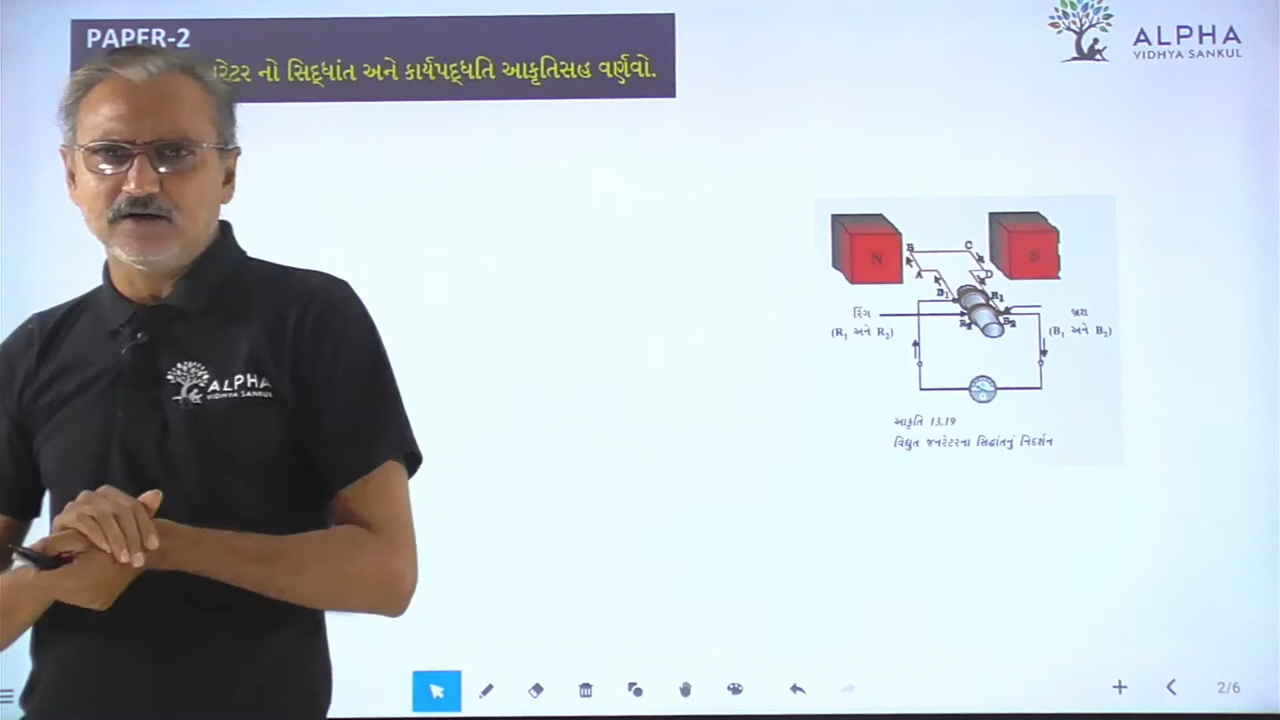 PAPER-2
નો સિદ્ધાંત અને કાર્યપદ્ધતિ આકૃતિસહ વર્ણવો.
ALPHA
VIDHYA SANKUL
N
S
B
C
A
D
B₁
R₁
રિંગ
(R₁ અને R₂)
R₂
B₂
બ્રશ
(B₁ અને B₂)
G
આકૃતિ 13.19
વિદ્યુત જનરેટરના સિદ્ધાંતનું નિદર્શન
ALPHA
VIDHYA SANKUL
2/6